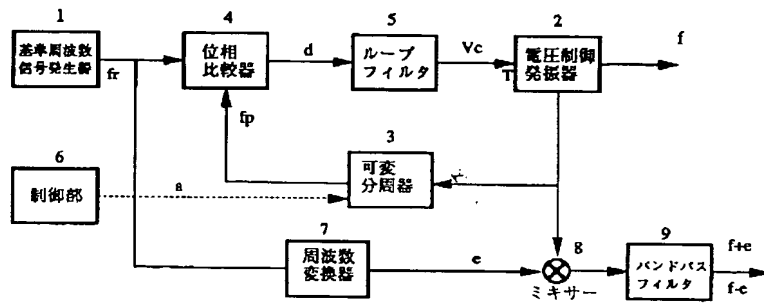 1
基準周波数
信号発生器
fr
4
位相
比較器
d
5
ループ
フィルタ
Vc
T
2
電圧制御
発振器
f
fp
3
可変
分周器
6
制御部
a
7
周波数
変換器
e
8
ミキサー
9
バンドパス
フィルタ
f+e
f-e